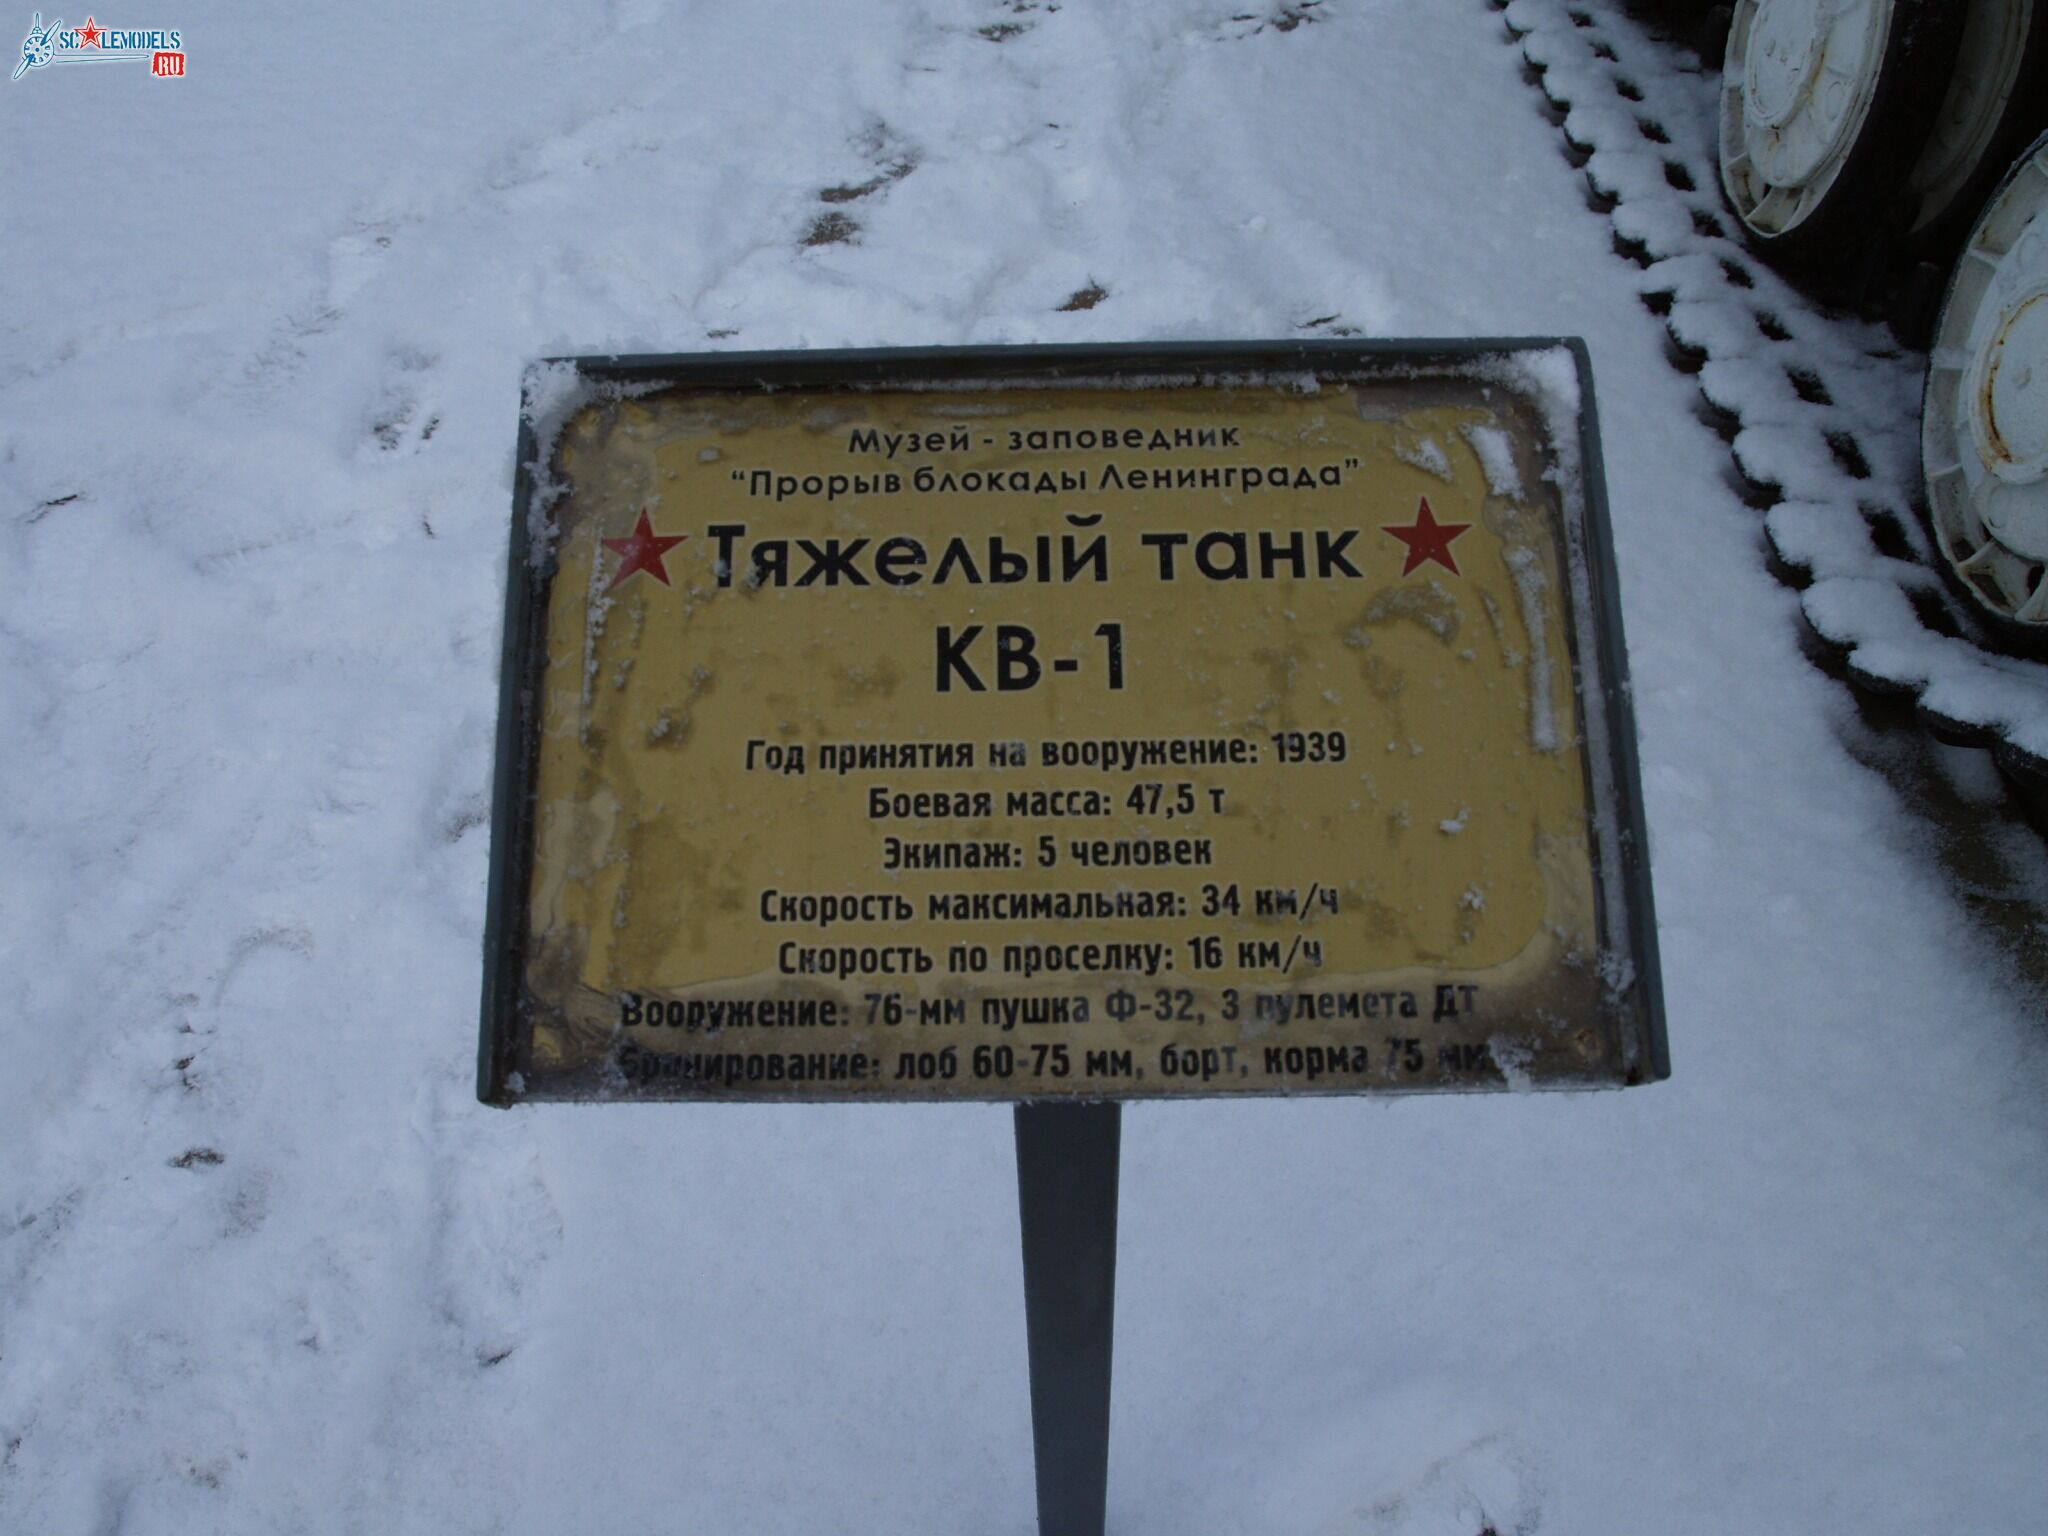 SCALEMODELS
.RU
Музей - заповедник
“Прорыв блокады Ленинграда”
Тяжелый танк
КВ-1
Год принятия на вооружение: 1939
Боевая масса: 47,5 т
Экипаж: 5 человек
Скорость максимальная: 34 км/ч
Скорость по проселку: 16 км/ч
Вооружение: 76-мм пушка Ф-32, 3 пулемета ДТ
Бронирование: лоб 60-75 мм, борт, корма 75 мм